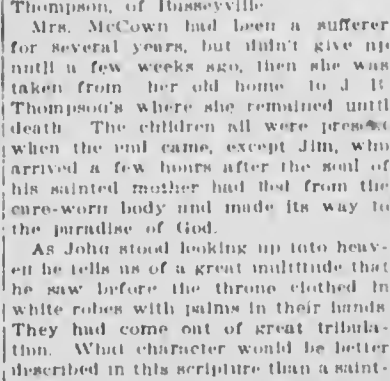 Thompson, of Busseyville
Mrs. McCown had been a sufferer
for several years, but didn't give up
until a few weeks ago, then she was
taken from her old home to J R
Thompson's where she remained until
death The children all were present
when the end came, except Jim, who
arrived a few hours after the soul of
his sainted mother had fled from the
care-worn body and made its way to
the paradise of God.
As John stood looking up into heav-
en he tells us of a great multitude that
he saw before the throne clothed in
white robes with palms in their hands
They had come out of great tribula-
tion. What character would be better
described in this scripture than a saint-